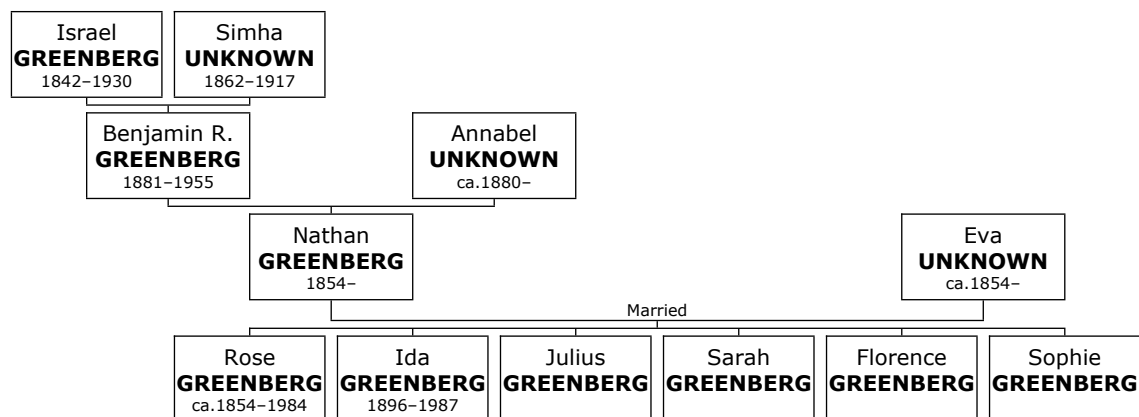 Israel
GREENBERG
1842–1930
Simha
UNKNOWN
1862–1917
Benjamin R.
GREENBERG
1881–1955
Annabel
UNKNOWN
ca.1880–
Nathan
GREENBERG
1854–
Eva
UNKNOWN
ca.1854–
Married
Rose
GREENBERG
ca.1854–1984
Ida
GREENBERG
1896–1987
Julius
GREENBERG
Sarah
GREENBERG
Florence
GREENBERG
Sophie
GREENBERG